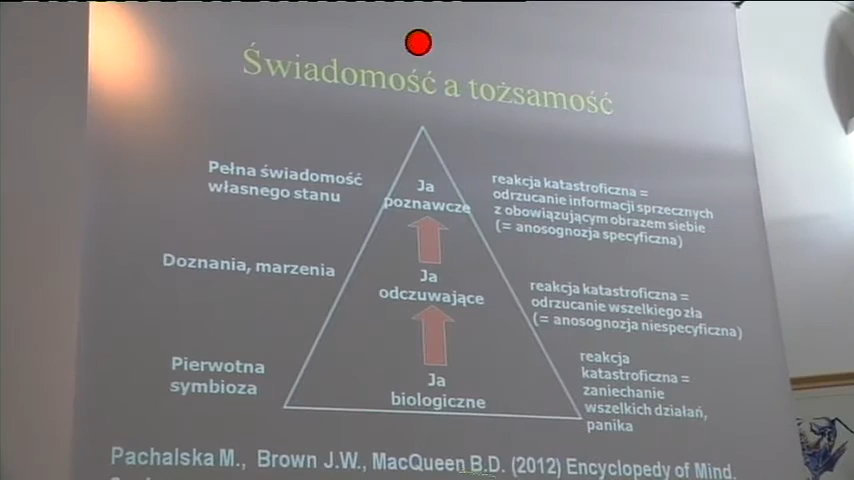 Świadomość a tożsamość
Pełna świadomość
własnego stanu
Ja
poznawcze
reakcja katastroficzna =
odrzucanie informacji sprzecznych
z obowiązującym obrazem siebie
(= anosognozja specyficzna)
Doznania, marzenia
Ja
odczuwające
reakcja katastroficzna =
odrzucanie wszelkiego zła
(= anosognozja niespecyficzna)
Pierwotna
symbioza
Ja
biologiczne
reakcja
katastroficzna =
zaniechanie
wszelkich działań,
panika
Pachalska M., Brown J.W., MacQueen B.D. (2012) Encyclopedy of Mind.